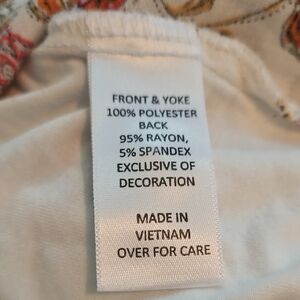 FRONT & YOKE
100% POLYESTER
BACK
95% RAYON,
5% SPANDEX
EXCLUSIVE OF
DECORATION
MADE IN
VIETNAM
OVER FOR CARE